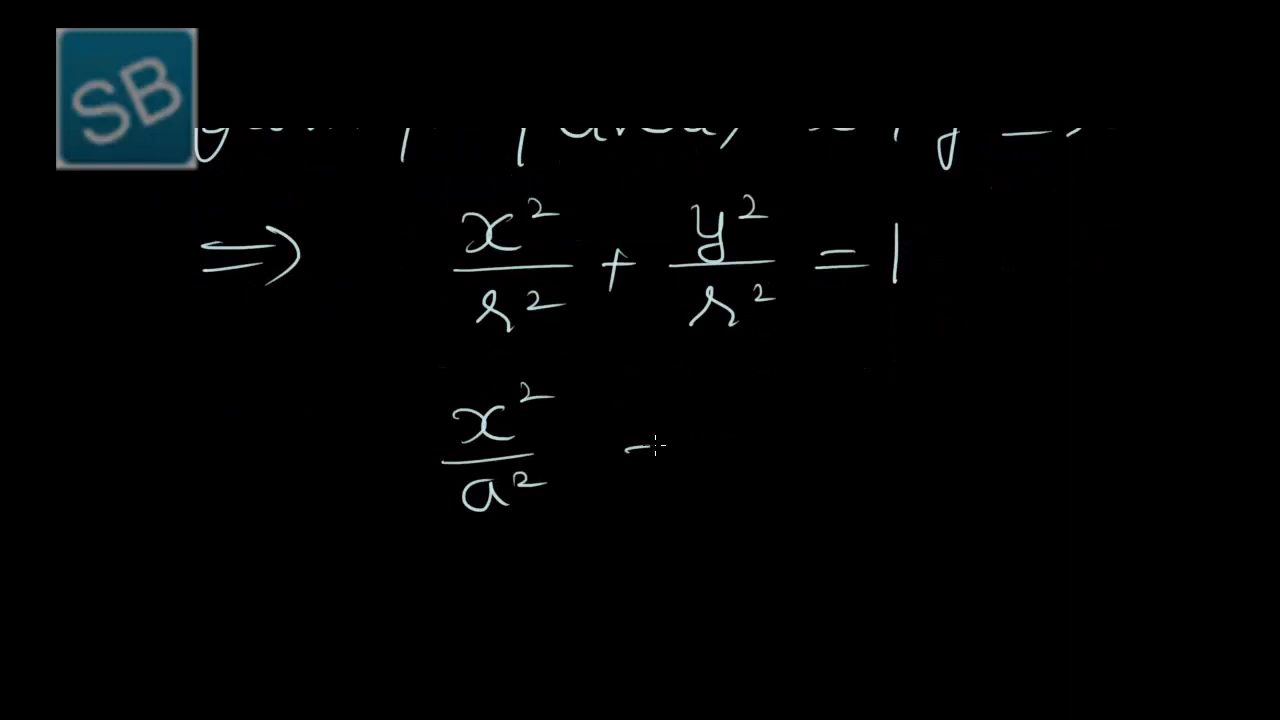 SB
⇒ x²/r² + y²/r² = 1
x²/a² -